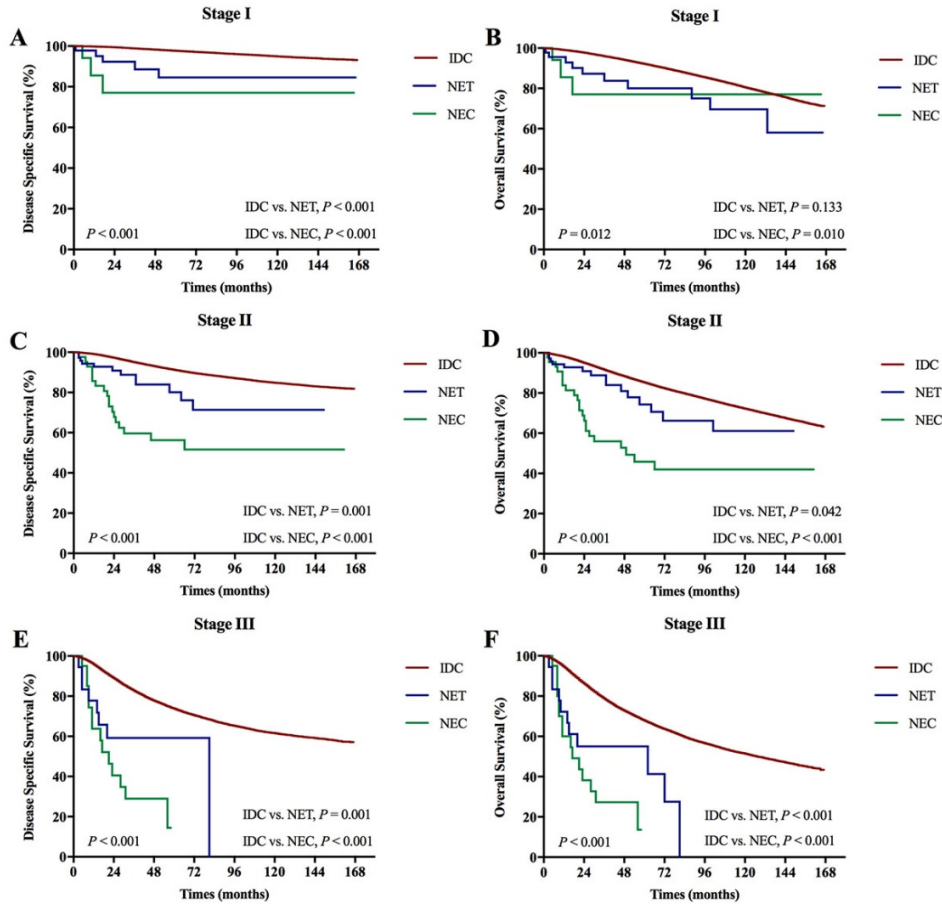 Stage I
A
Disease Specific Survival (%)
100
80
60
40
20
0
0 24 48 72 96 120 144 168
Times (months)
IDC
NET
NEC
IDC vs. NET, P < 0.001
P < 0.001
IDC vs. NEC, P < 0.001
Stage I
B
Overall Survival (%)
100
80
60
40
20
0
0 24 48 72 96 120 144 168
Times (months)
IDC
NET
NEC
IDC vs. NET, P = 0.133
P = 0.012
IDC vs. NEC, P = 0.010
Stage II
C
Disease Specific Survival (%)
100
80
60
40
20
0
0 24 48 72 96 120 144 168
Times (months)
IDC
NET
NEC
IDC vs. NET, P = 0.001
P < 0.001
IDC vs. NEC, P < 0.001
Stage II
D
Overall Survival (%)
100
80
60
40
20
0
0 24 48 72 96 120 144 168
Times (months)
IDC
NET
NEC
IDC vs. NET, P = 0.042
P < 0.001
IDC vs. NEC, P < 0.001
Stage III
E
Disease Specific Survival (%)
100
80
60
40
20
0
0 24 48 72 96 120 144 168
Times (months)
IDC
NET
NEC
IDC vs. NET, P = 0.001
P < 0.001
IDC vs. NEC, P < 0.001
Stage III
F
Overall Survival (%)
100
80
60
40
20
0
0 24 48 72 96 120 144 168
Times (months)
IDC
NET
NEC
IDC vs. NET, P < 0.001
P < 0.001
IDC vs. NEC, P < 0.001